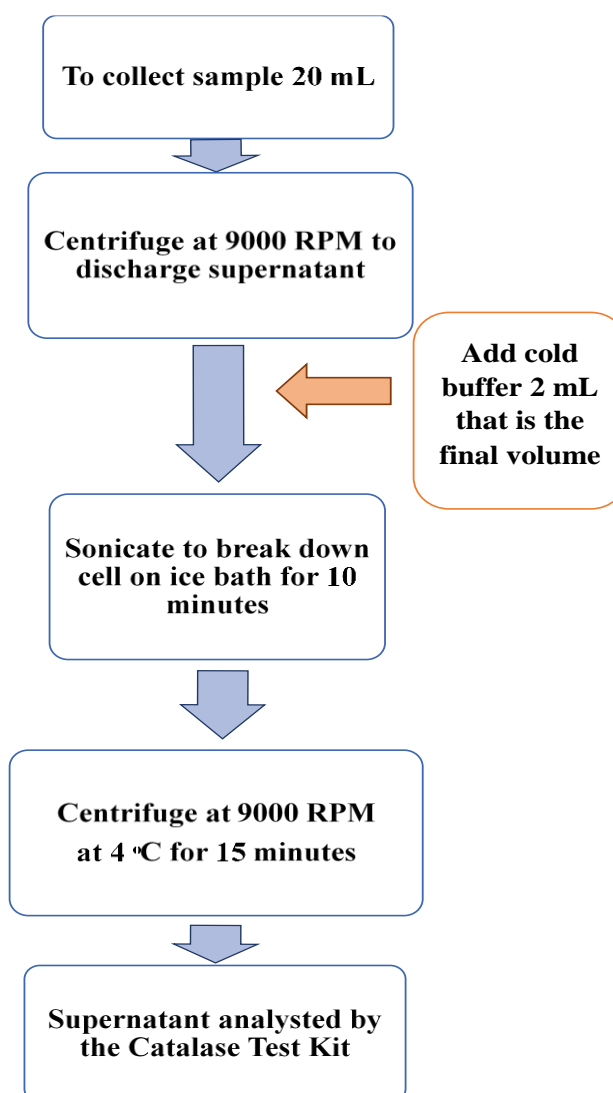 To collect sample 20 mL
Centrifuge at 9000 RPM to
discharge supernatant
Add cold
buffer 2 mL
that is the
final volume
Sonicate to break down
cell on ice bath for 10
minutes
Centrifuge at 9000 RPM
at 4 °C for 15 minutes
Supernatant analysted by
the Catalase Test Kit